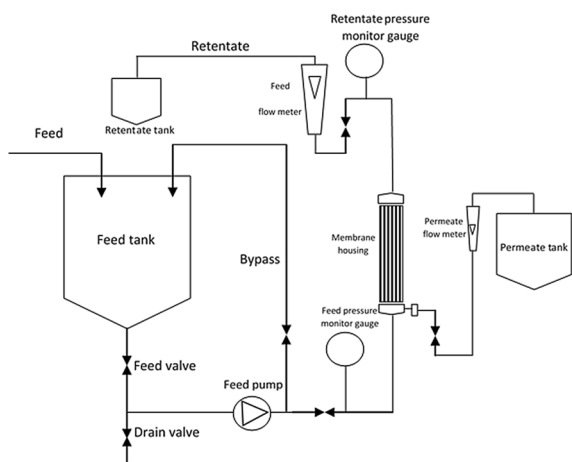 Retentate pressure
monitor gauge
Retentate
Feed
flow meter
Retentate tank
Feed
Feed tank
Bypass
Membrane
housing
Permeate
flow meter
Permeate tank
Feed pressure
monitor gauge
Feed valve
Feed pump
Drain valve